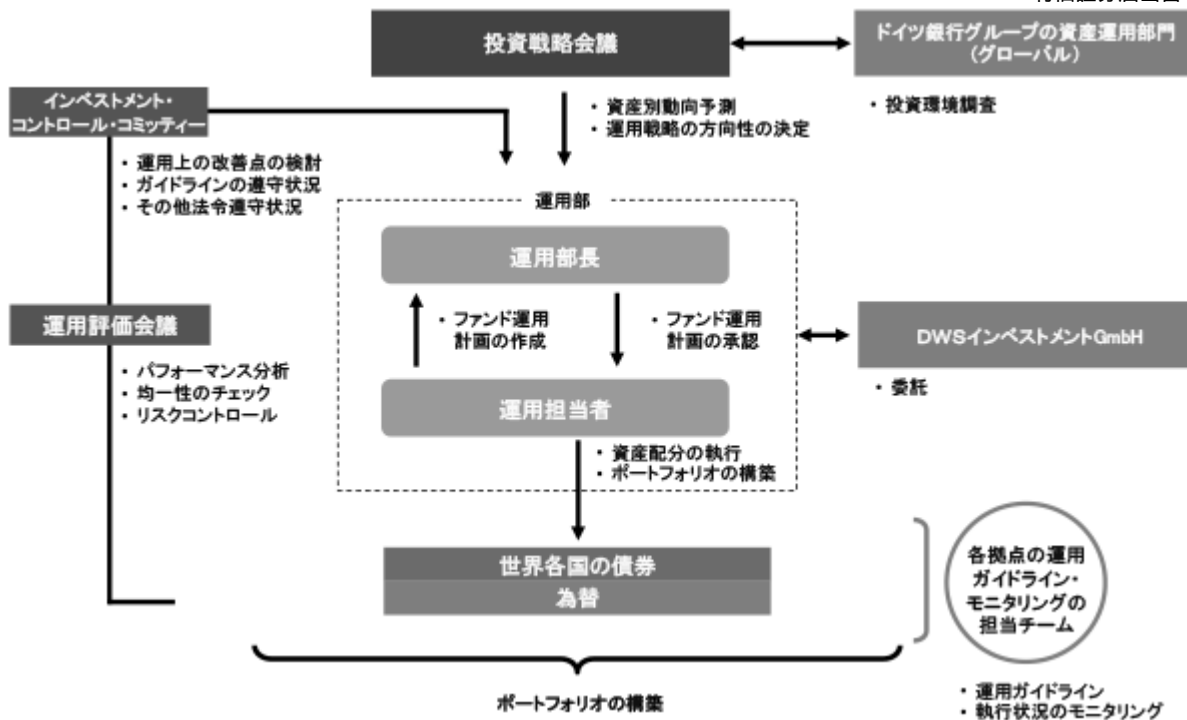 投資戦略会議
ドイツ銀行グループの資産運用部門
(グローバル)
・投資環境調査
インベストメント・
コントロール・コミッティー
・資産別動向予測
・運用戦略の方向性の決定
・運用上の改善点の検討
・ガイドラインの遵守状況
・その他法令遵守状況
運用部
運用部長
・ファンド運用
計画の作成
・ファンド運用
計画の承認
運用評価会議
DWSインベストメントGmbH
・委託
・パフォーマンス分析
・均一性のチェック
・リスクコントロール
運用担当者
・資産配分の執行
・ポートフォリオの構築
世界各国の債券
為替
各拠点の運用
ガイドライン・
モニタリングの
担当チーム
ポートフォリオの構築
・運用ガイドライン
・執行状況のモニタリング